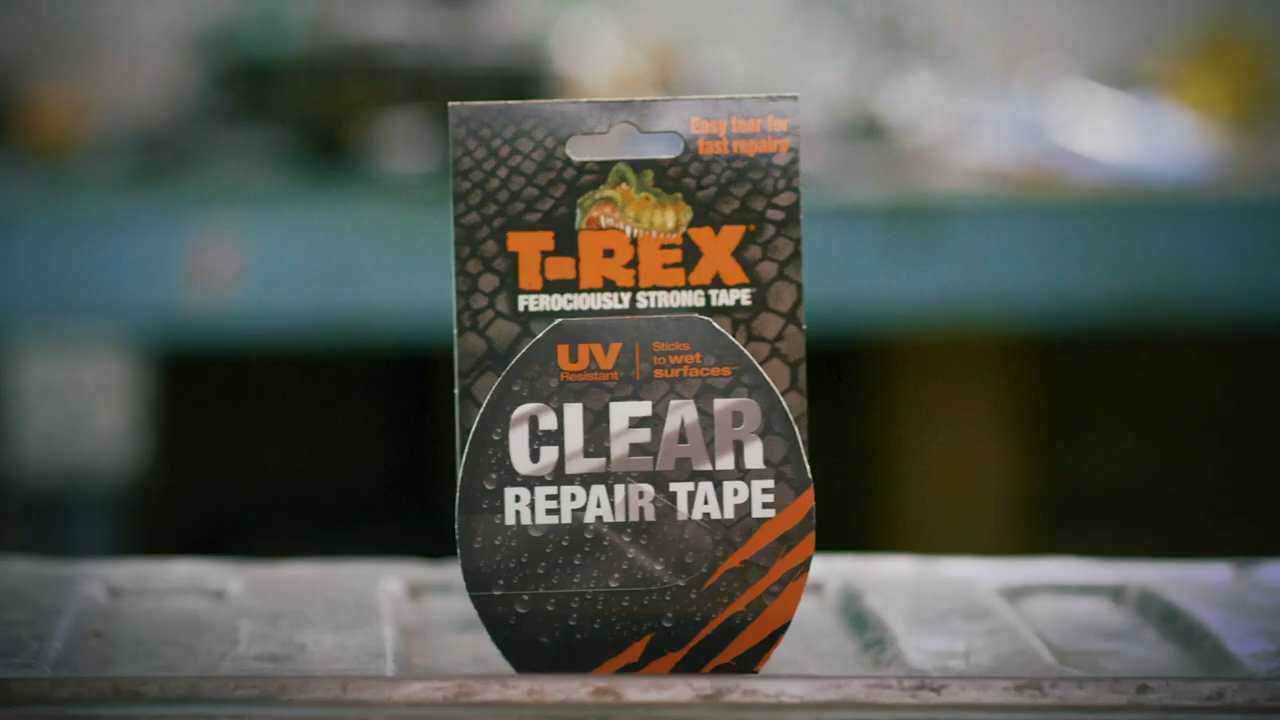 Easy tear for
fast repairs
T-REX
FEROCIOUSLY STRONG TAPE
UV
Resistant
Sticks
to wet
surfaces
CLEAR
REPAIR TAPE